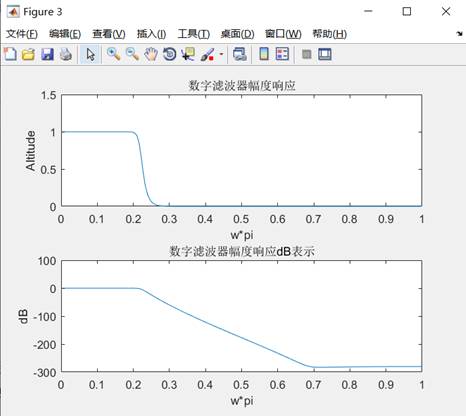 Figure 3
文件(F) 编辑(E) 查看(V) 插入(I) 工具(T) 桌面(D) 窗口(W) 帮助(H)
数字滤波器幅度响应
1.5
1
0.5
0
Altitude
0 0.1 0.2 0.3 0.4 0.5 0.6 0.7 0.8 0.9 1
w*pi
数字滤波器幅度响应dB表示
100
0
-100
-200
-300
dB
0 0.1 0.2 0.3 0.4 0.5 0.6 0.7 0.8 0.9 1
w*pi